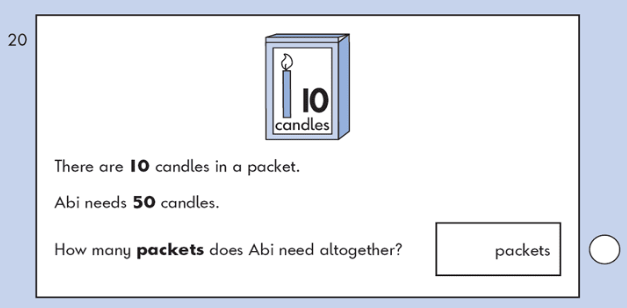 20
10
candles
There are 10 candles in a packet.
Abi needs 50 candles.
How many packets does Abi need altogether?
packets